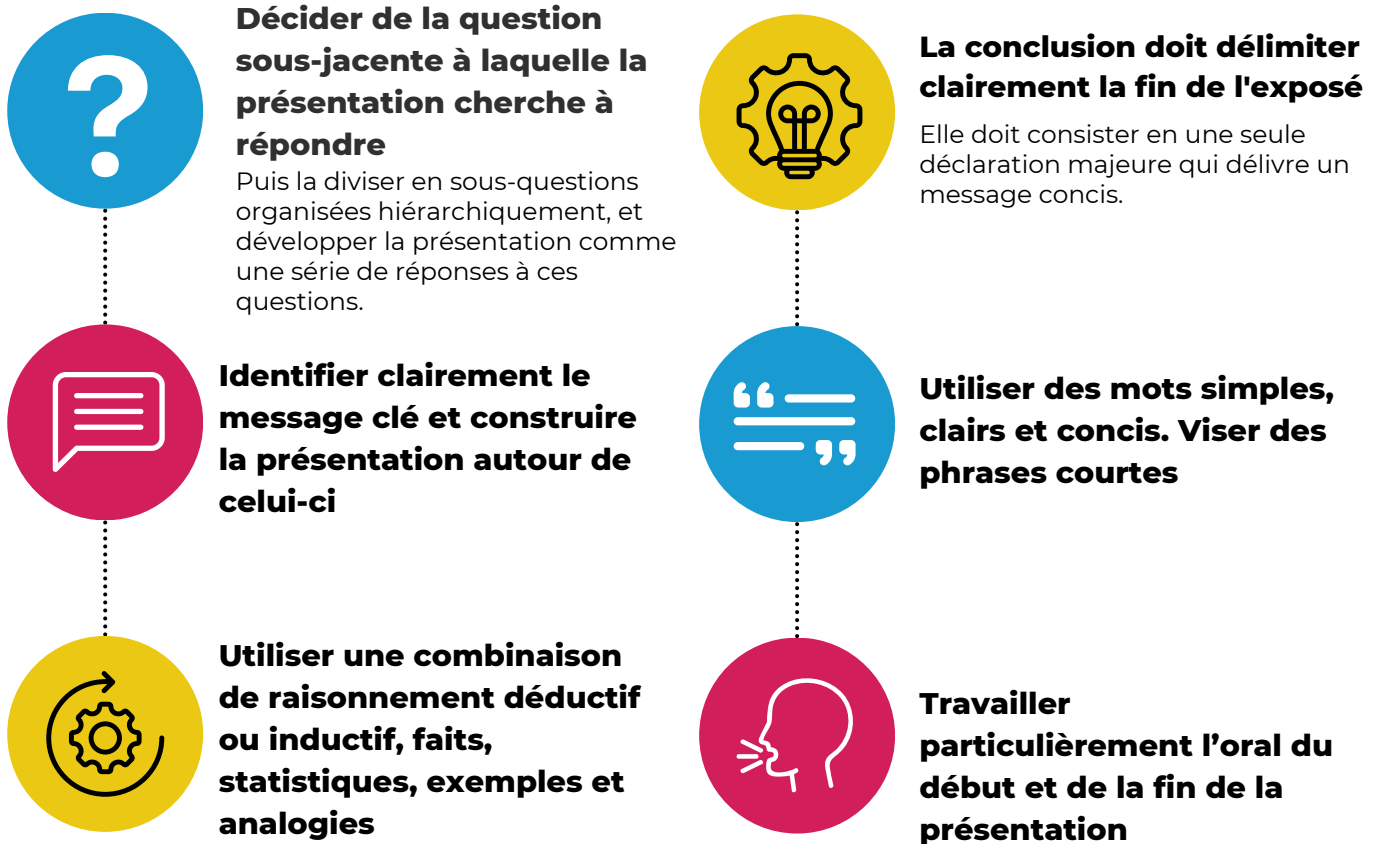 Décider de la question
sous-jacente à laquelle la
présentation cherche à
répondre
Puis la diviser en sous-questions
organisées hiérarchiquement, et
développer la présentation comme
une série de réponses à ces
questions.
Identifier clairement le
message clé et construire
la présentation autour de
celui-ci
Utiliser une combinaison
de raisonnement déductif
ou inductif, faits,
statistiques, exemples et
analogies
La conclusion doit délimiter
clairement la fin de l'exposé
Elle doit consister en une seule
déclaration majeure qui délivre un
message concis.
Utiliser des mots simples,
clairs et concis. Viser des
phrases courtes
Travailler
particulièrement l’oral du
début et de la fin de la
présentation